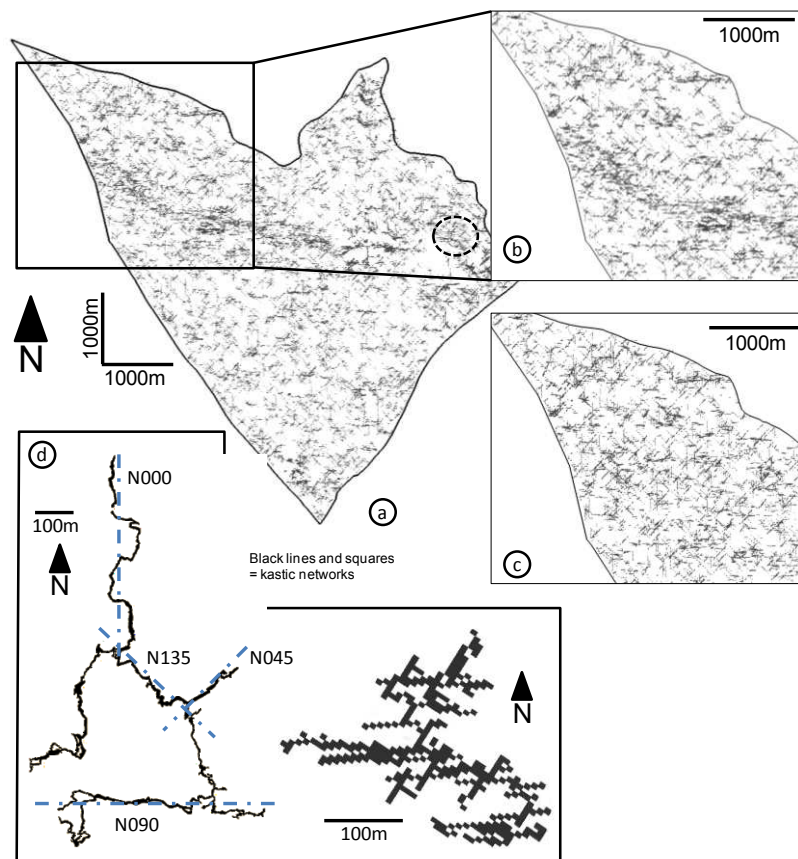 1000m
b
N
1000m
1000m
1000m
d
N000
a
100m
N
Black lines and squares
= kastic networks
c
N135
N045
N
N090
100m